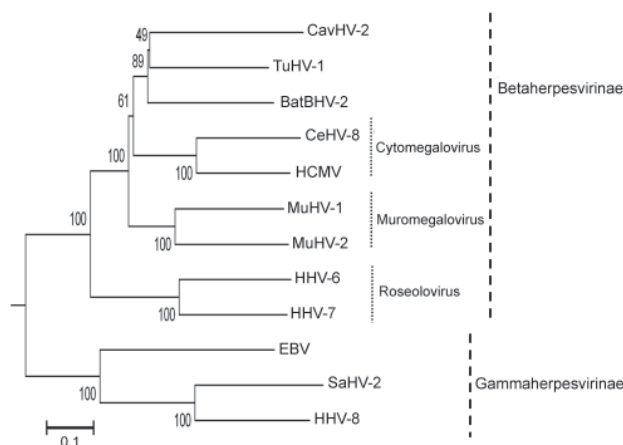 CavHV-2
49
TuHV-1
89
BatBHV-2
Betaherpesvirinae
61
CeHV-8
Cytomegalovirus
100
100
HCMV
MuHV-1
Muromegalovirus
100
100
MuHV-2
HHV-6
Roseolovirus
100
HHV-7
EBV
SaHV-2
Gammaherpesvirinae
100
100
HHV-8
0.1